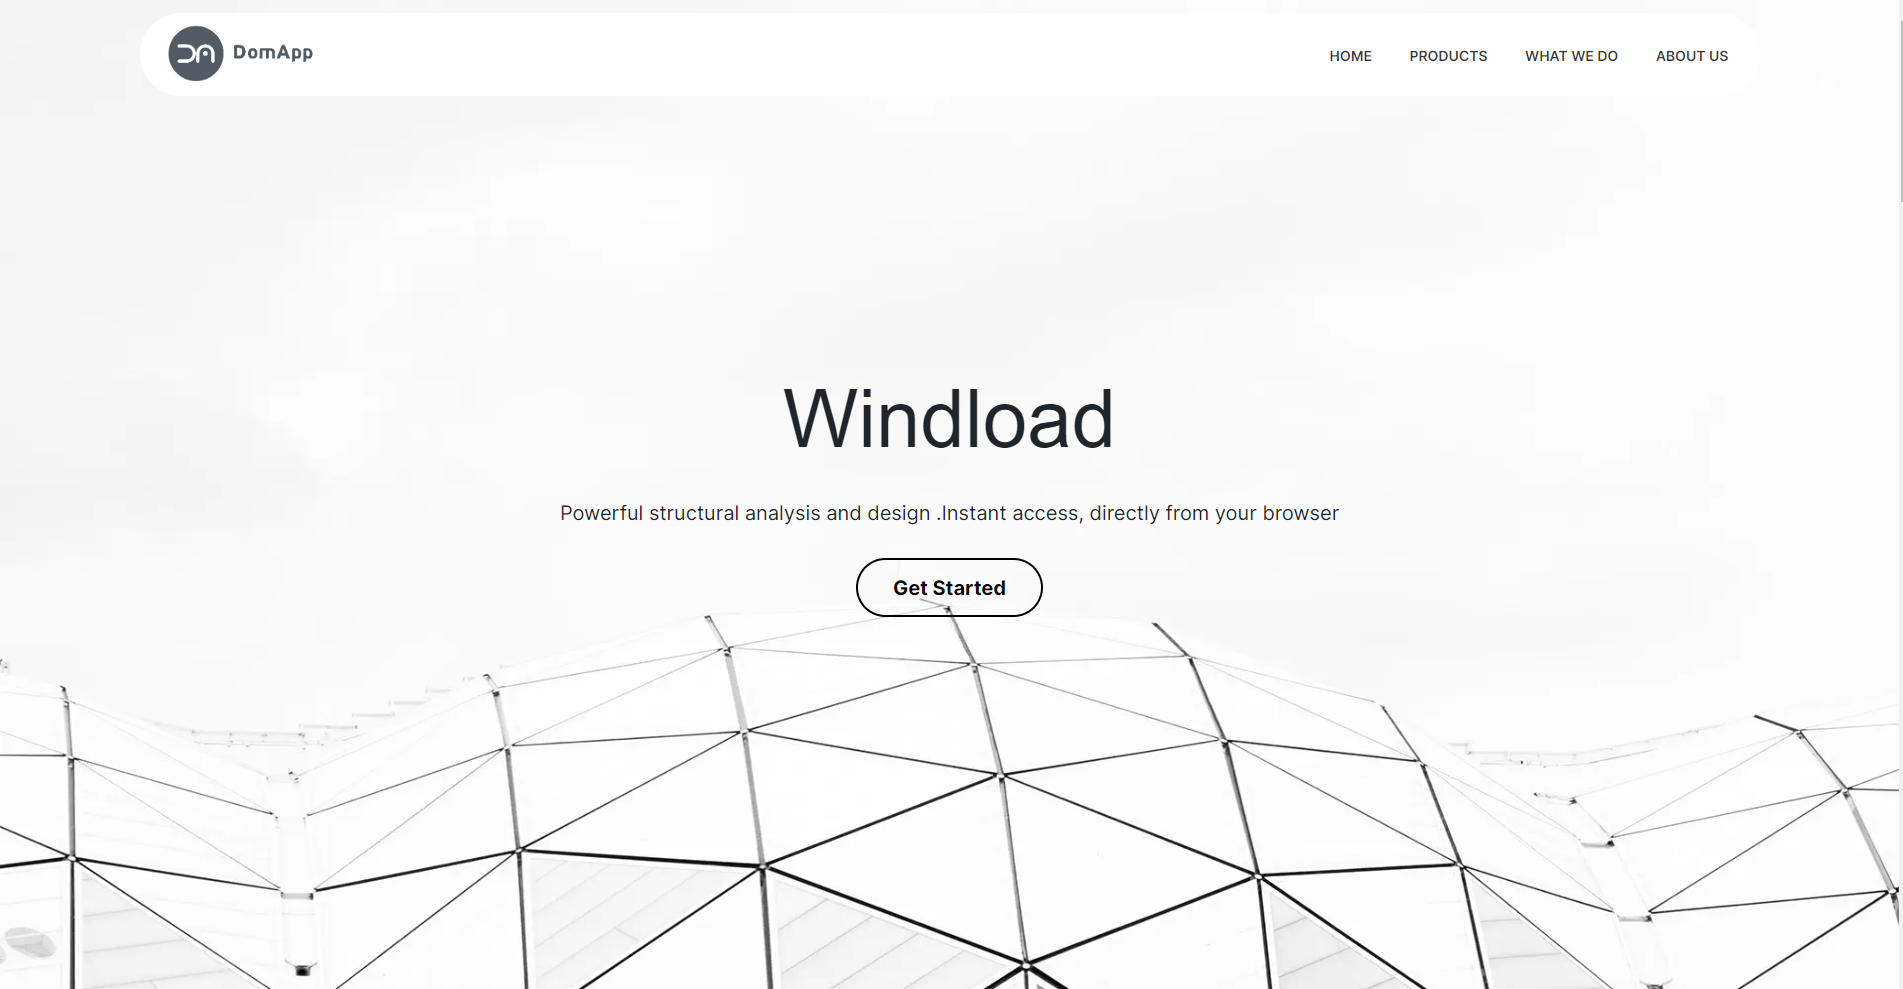 DA DomApp
HOME PRODUCTS WHAT WE DO ABOUT US
Windload
Powerful structural analysis and design .Instant access, directly from your browser
Get Started